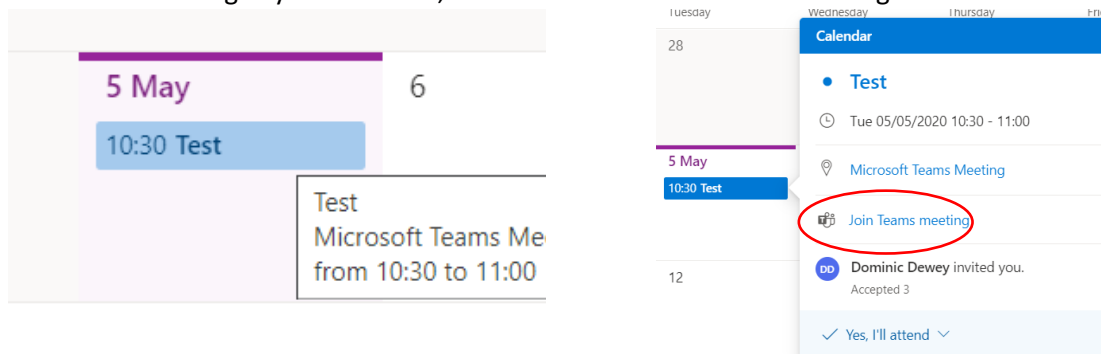 5 May 6
10:30 Test
Test
Microsoft Teams Me
from 10:30 to 11:00
Tuesday Wednesday Thursday
28
5 May
10:30 Test
12
Calendar
Test
Tue 05/05/2020 10:30 - 11:00
Microsoft Teams Meeting
Join Teams meeting
DD Dominic Dewey invited you.
Accepted 3
Yes, I'll attend